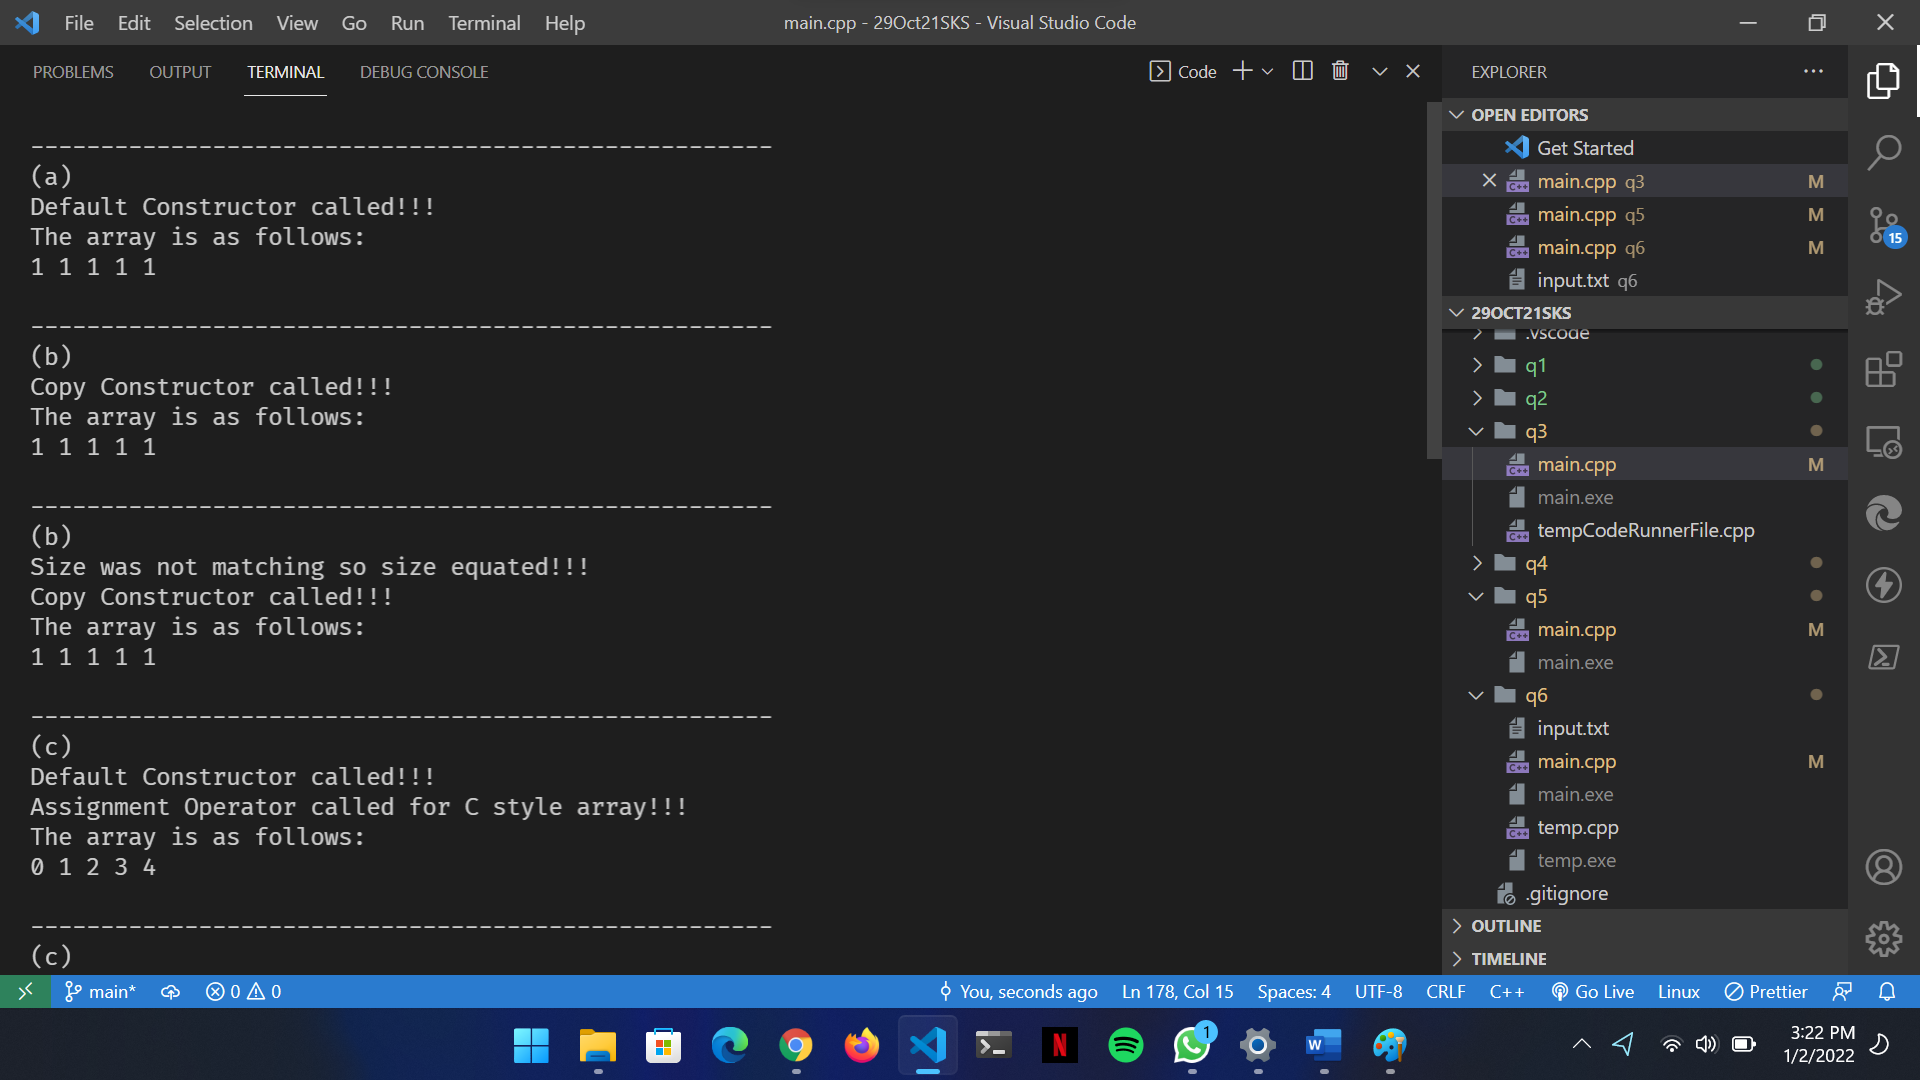 File Edit Selection View Go Run Terminal Help
main.cpp - 29Oct21SKS - Visual Studio Code
PROBLEMS OUTPUT TERMINAL DEBUG CONSOLE
Code
-----------------------------------------------------
(a)
Default Constructor called!!!
The array is as follows:
1 1 1 1 1
-----------------------------------------------------
(b)
Copy Constructor called!!!
The array is as follows:
1 1 1 1 1
-----------------------------------------------------
(b)
Size was not matching so size equated!!!
Copy Constructor called!!!
The array is as follows:
1 1 1 1 1
-----------------------------------------------------
(c)
Default Constructor called!!!
Assignment Operator called for C style array!!!
The array is as follows:
0 1 2 3 4
-----------------------------------------------------
(c)
EXPLORER
OPEN EDITORS
Get Started
main.cpp q3 M
main.cpp q5 M
main.cpp q6 M
input.txt q6
29OCT21SKS
.vscode
q1
q2
q3
main.cpp M
main.exe
tempCodeRunnerFile.cpp
q4
q5
main.cpp M
main.exe
q6
input.txt
main.cpp M
main.exe
temp.cpp
temp.exe
.gitignore
OUTLINE
TIMELINE
15
main* 0 0
You, seconds ago Ln 178, Col 15 Spaces: 4 UTF-8 CRLF C++ Go Live Linux Prettier
1
3:22 PM
1/2/2022